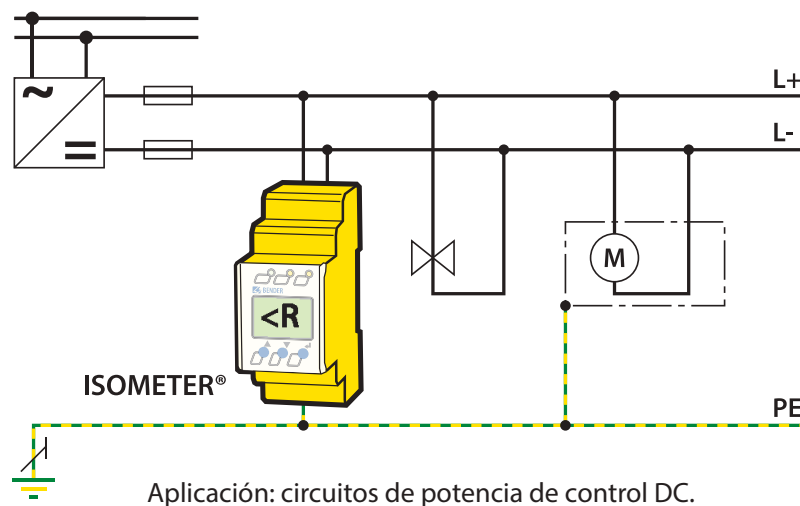 L+
L-
M
BENDER
<R
ISOMETER®
PE
Aplicación: circuitos de potencia de control DC.